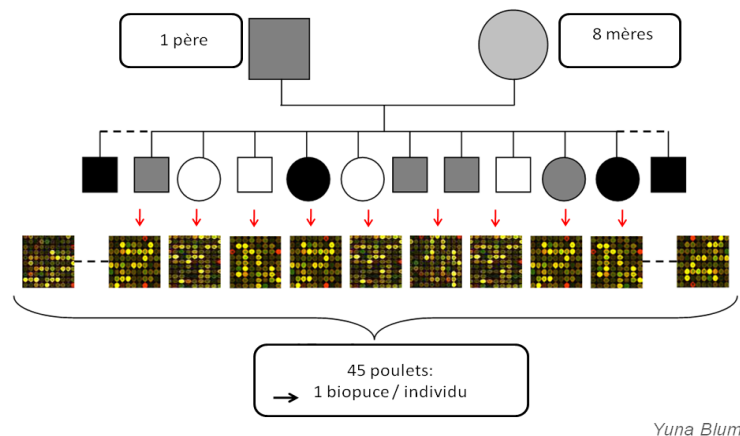 1 père
8 mères
45 poulets:
→ 1 biopuce / individu
Yuna Blum